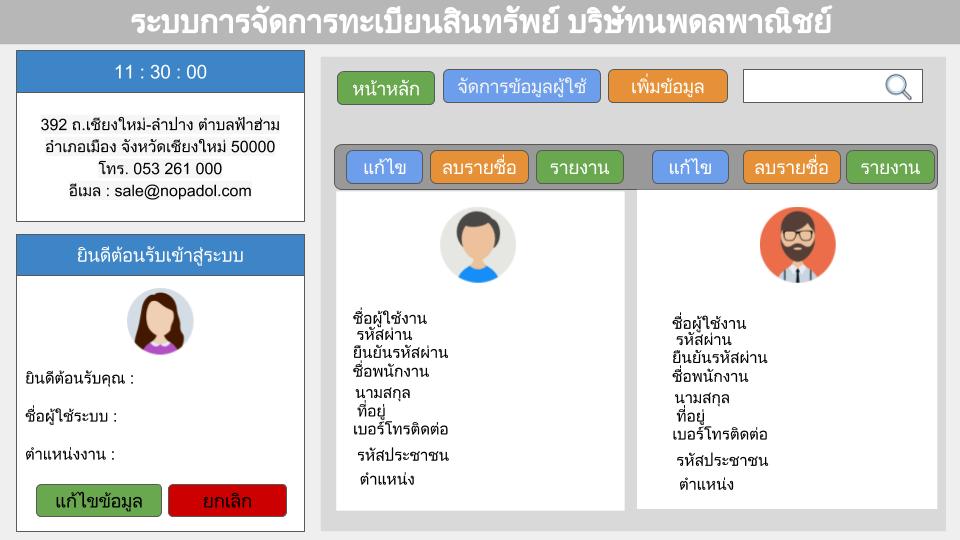 ระบบการจัดการทะเบียนสินทรัพย์ บริษัทนพดลพาณิชย์
11 : 30 : 00
392 ถ.เชียงใหม่-ลำปาง ตำบลฟ้าฮ่าม
อำเภอเมือง จังหวัดเชียงใหม่ 50000
โทร. 053 261 000
อีเมล : sale@nopadol.com
ยินดีต้อนรับเข้าสู่ระบบ
ยินดีต้อนรับคุณ :
ชื่อผู้ใช้ระบบ :
ตำแหน่งงาน :
แก้ไขข้อมูล ยกเลิก
หน้าหลัก จัดการข้อมูลผู้ใช้ เพิ่มข้อมูล
แก้ไข ลบรายชื่อ รายงาน แก้ไข ลบรายชื่อ รายงาน
ชื่อผู้ใช้งาน
รหัสผ่าน
ยืนยันรหัสผ่าน
ชื่อพนักงาน
นามสกุล
ที่อยู่
เบอร์โทรติดต่อ
รหัสประชาชน
ตำแหน่ง
ชื่อผู้ใช้งาน
รหัสผ่าน
ยืนยันรหัสผ่าน
ชื่อพนักงาน
นามสกุล
ที่อยู่
เบอร์โทรติดต่อ
รหัสประชาชน
ตำแหน่ง